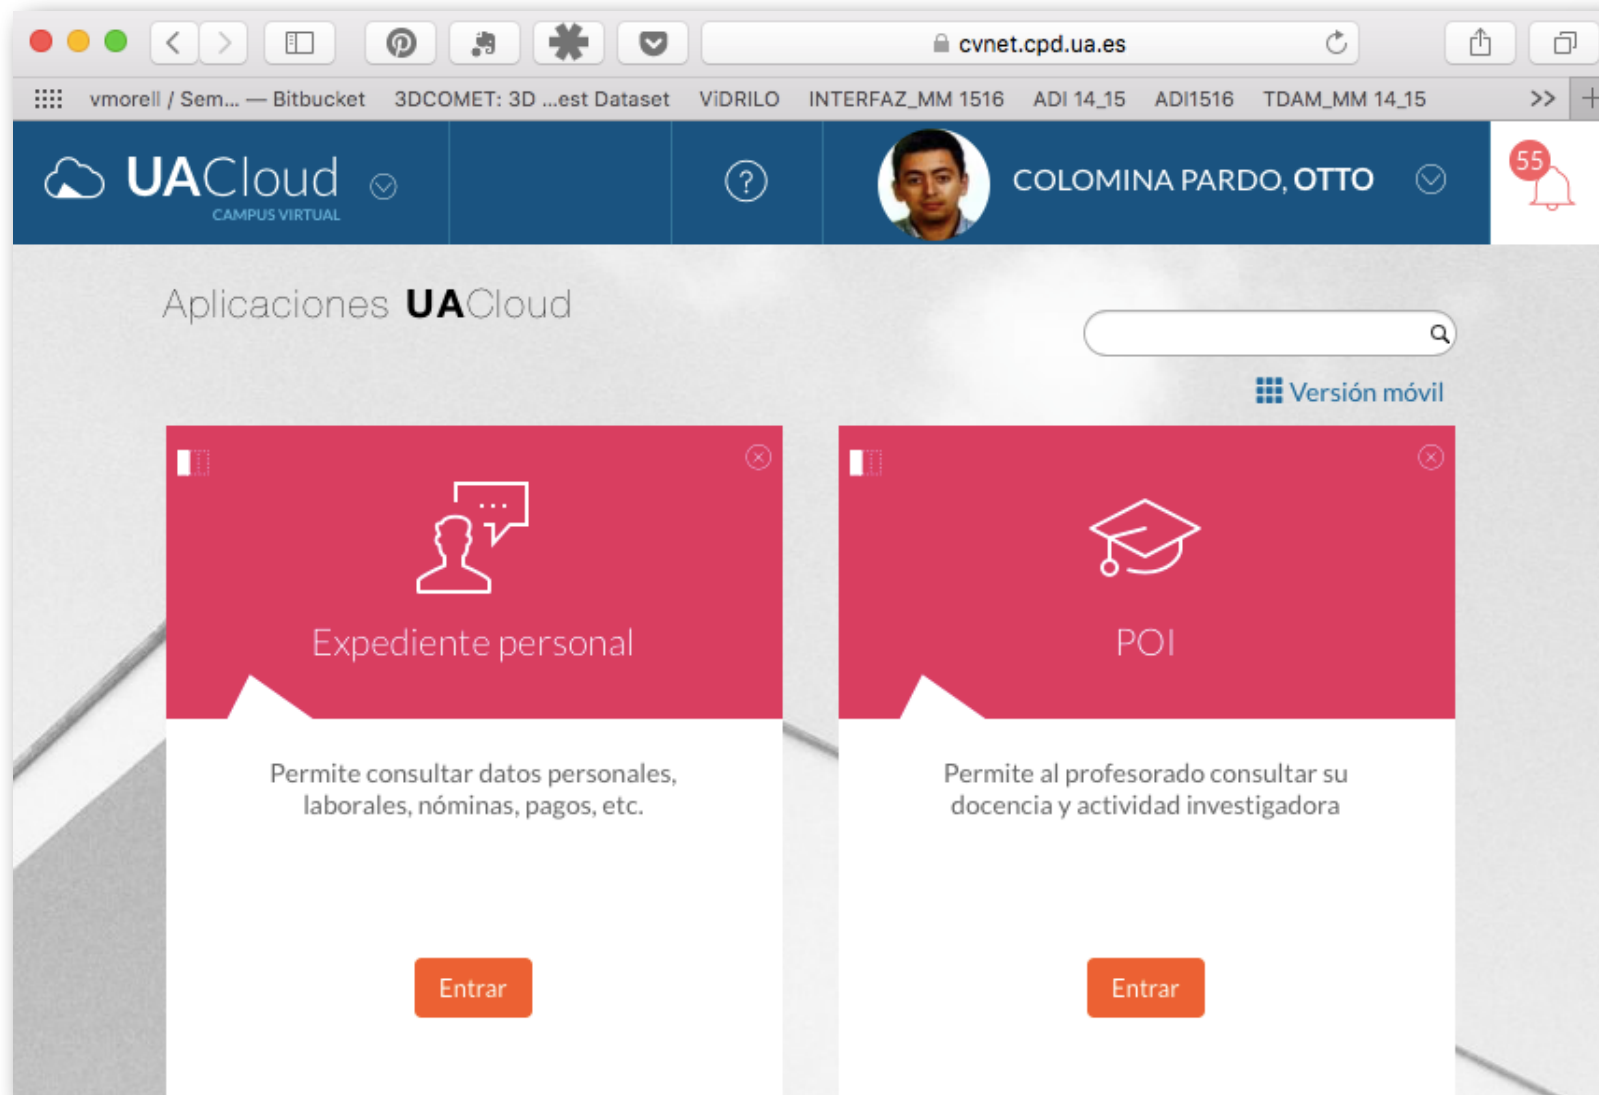 cvnet.cpd.ua.es
vmorell / Sem... — Bitbucket 3DCOMET: 3D ...est Dataset ViDRILO INTERFAZ_MM 1516 ADI 14_15 ADI1516 TDAM_MM 14_15 >> +
UACloud
CAMPUS VIRTUAL
?
COLOMINA PARDO, OTTO
55
Aplicaciones UACloud
Versión móvil
Expediente personal
Permite consultar datos personales,
laborales, nóminas, pagos, etc.
Entrar
POI
Permite al profesorado consultar su
docencia y actividad investigadora
Entrar